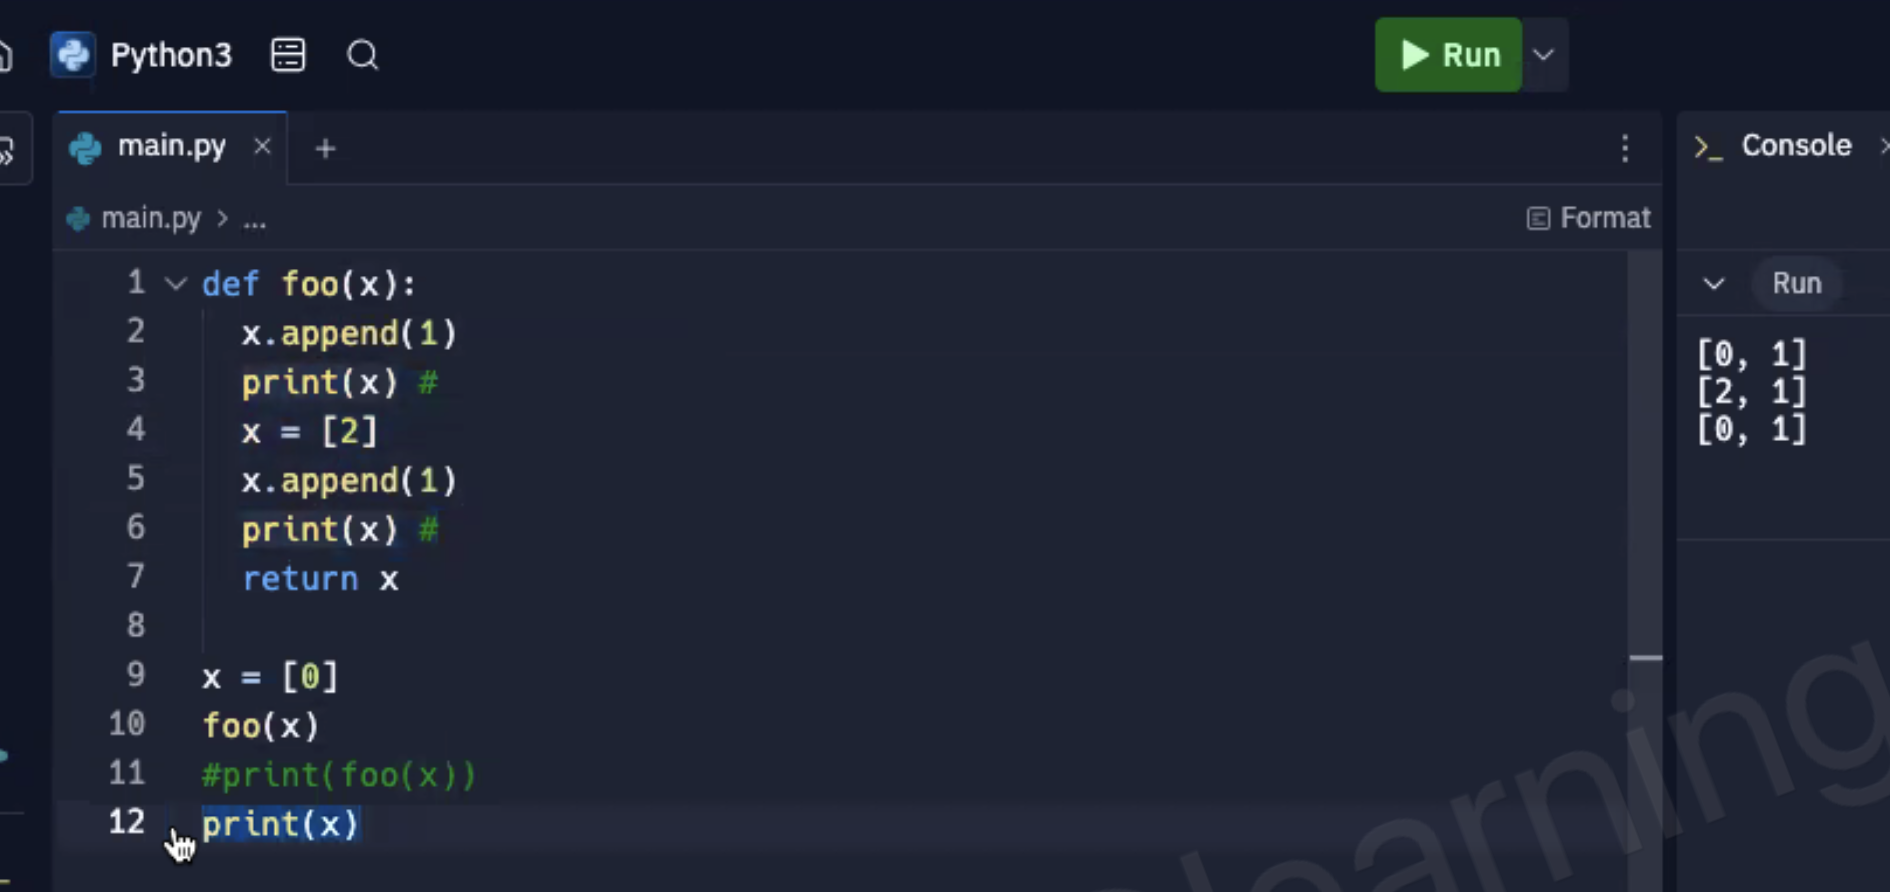 Python3
Run
main.py × +
Console
main.py > ...
Format
1 def foo(x):
2   x.append(1)
3   print(x) #
4   x = [2]
5   x.append(1)
6   print(x) #
7   return x
8
9 x = [0]
10 foo(x)
11 #print(foo(x))
12 print(x)
Run
[0, 1]
[2, 1]
[0, 1]
learning